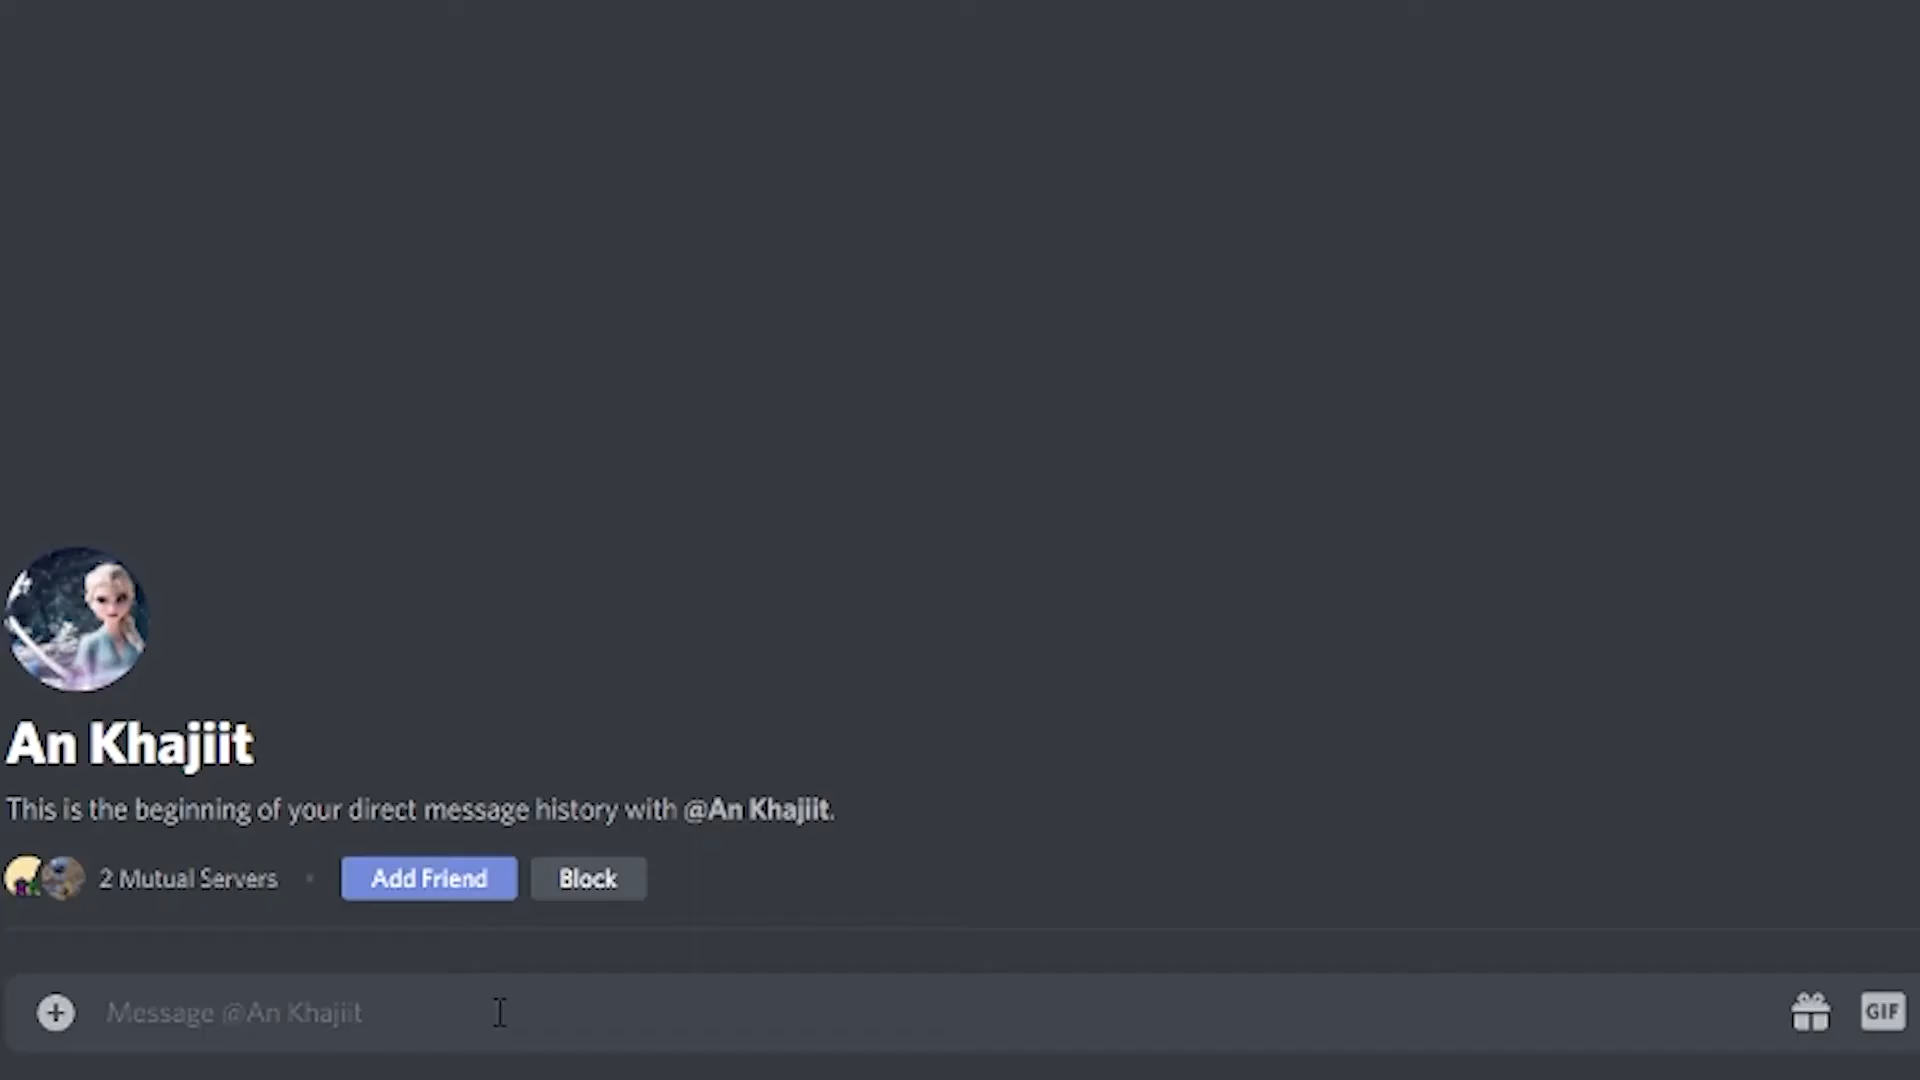 An Khajiit
This is the beginning of your direct message history with @An Khajiit.
2 Mutual Servers
Add Friend
Block
Message @An Khajiit
GIF